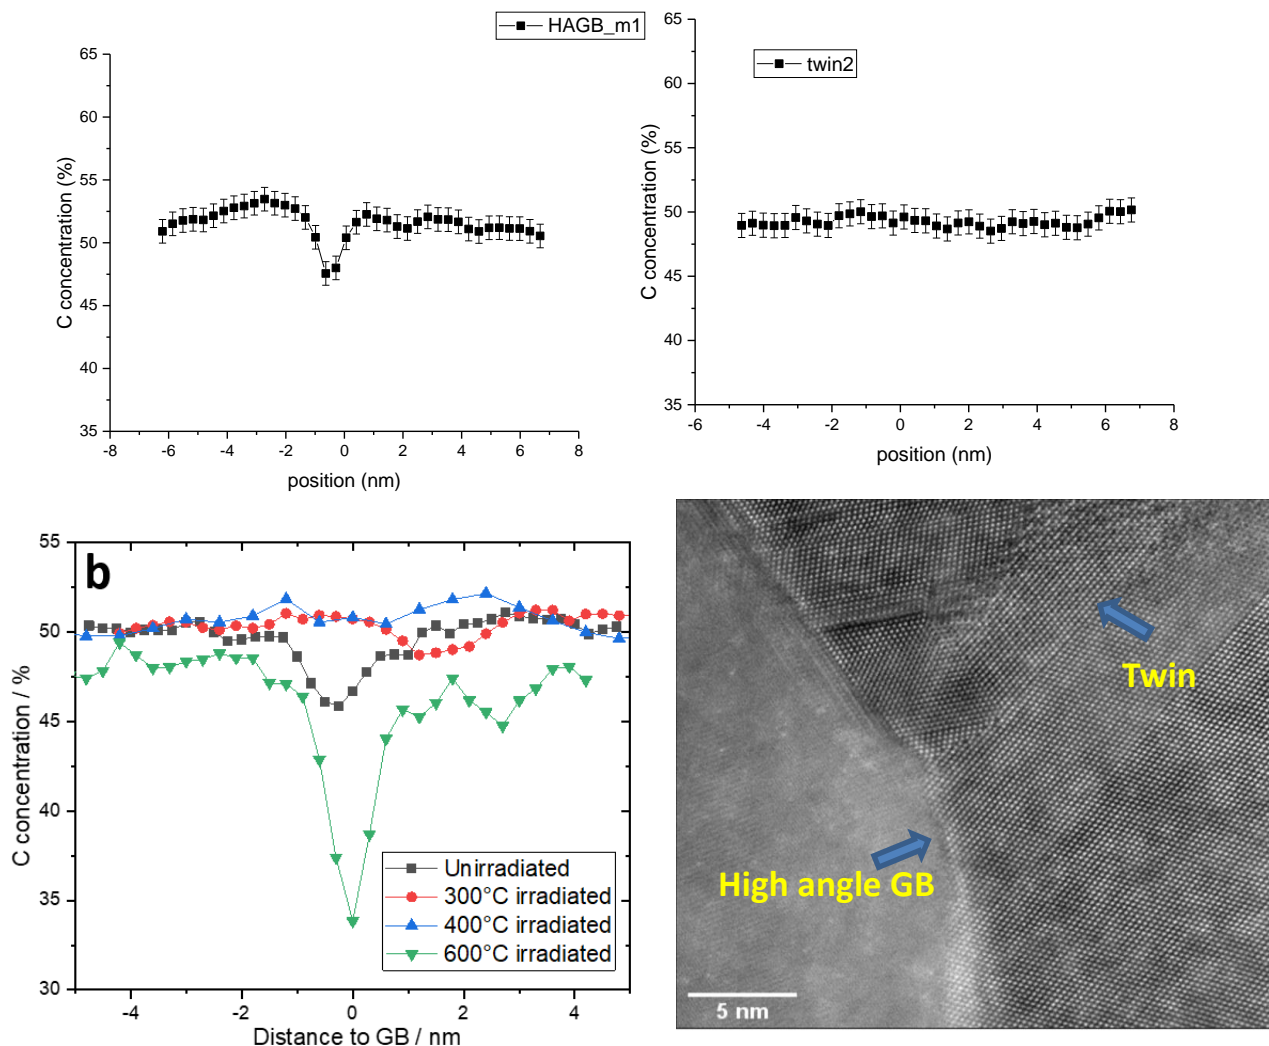 HAGB_m1
65
60
55
50
45
40
35
C concentration (%)
-8
-6
-4
-2
0
2
4
6
8
position (nm)
twin2
65
60
55
50
45
40
35
C concentration (%)
-6
-4
-2
0
2
4
6
8
position (nm)
b
55
50
45
40
35
30
C concentration / %
Unirradiated
300°C irradiated
400°C irradiated
600°C irradiated
-4
-2
0
2
4
Distance to GB / nm
Twin
High angle GB
5 nm